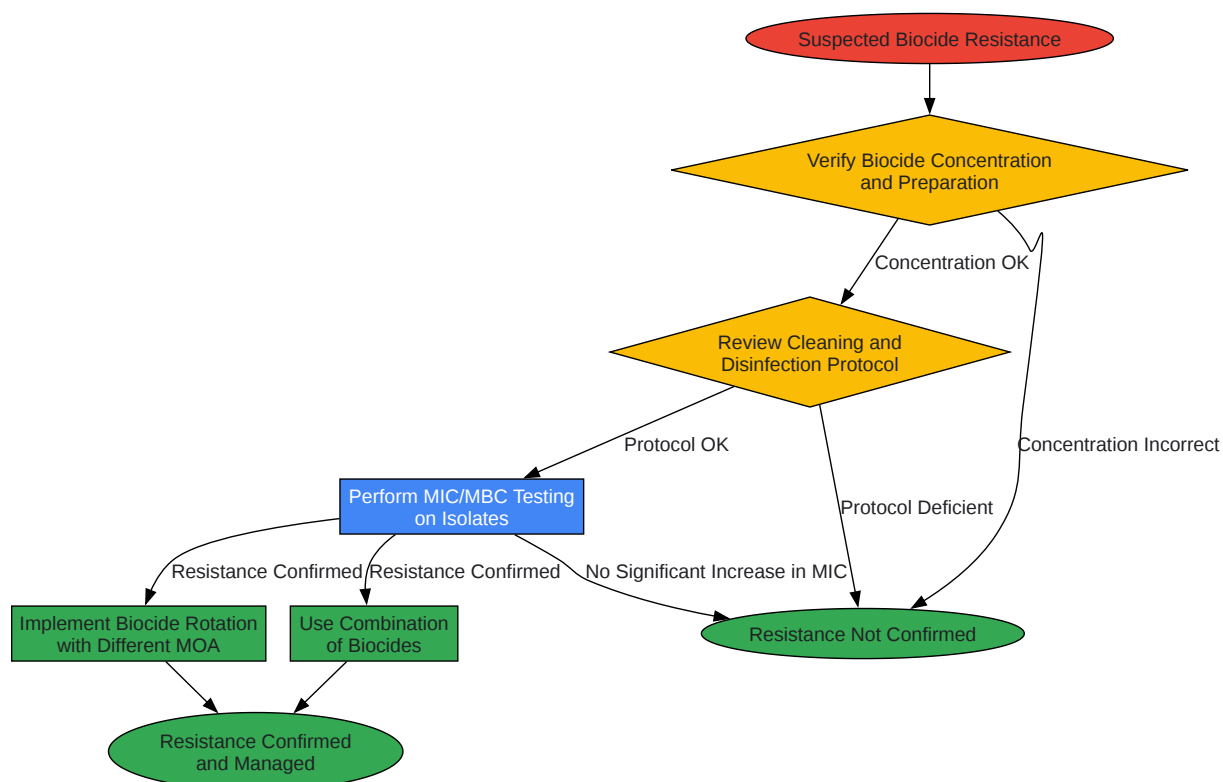 Suspected Biocide Resistance
Verify Biocide Concentration
and Preparation
Concentration OK
Review Cleaning and
Disinfection Protocol
Protocol OK
Concentration Incorrect
Perform MIC/MBC Testing
on Isolates
Protocol Deficient
Resistance Confirmed
Resistance Confirmed
No Significant Increase in MIC
Implement Biocide Rotation
with Different MOA
Use Combination
of Biocides
Resistance Not Confirmed
Resistance Confirmed
and Managed